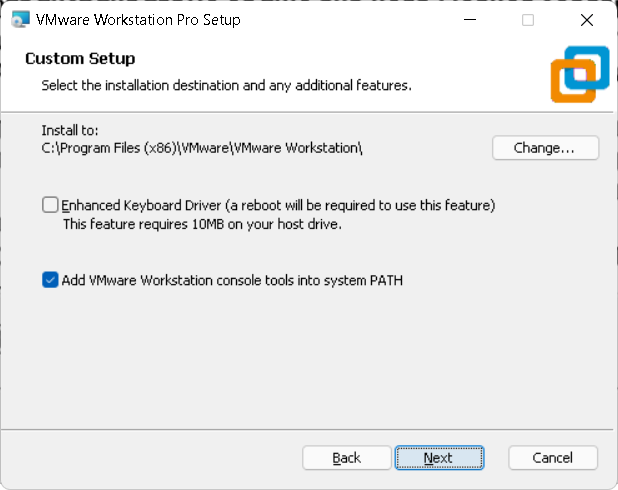 VMware Workstation Pro Setup
Custom Setup
Select the installation destination and any additional features.
Install to:
C:\Program Files (x86)\VMware\VMware Workstation\
Change...
Enhanced Keyboard Driver (a reboot will be required to use this feature)
This feature requires 10MB on your host drive.
Add VMware Workstation console tools into system PATH
Back
Next
Cancel